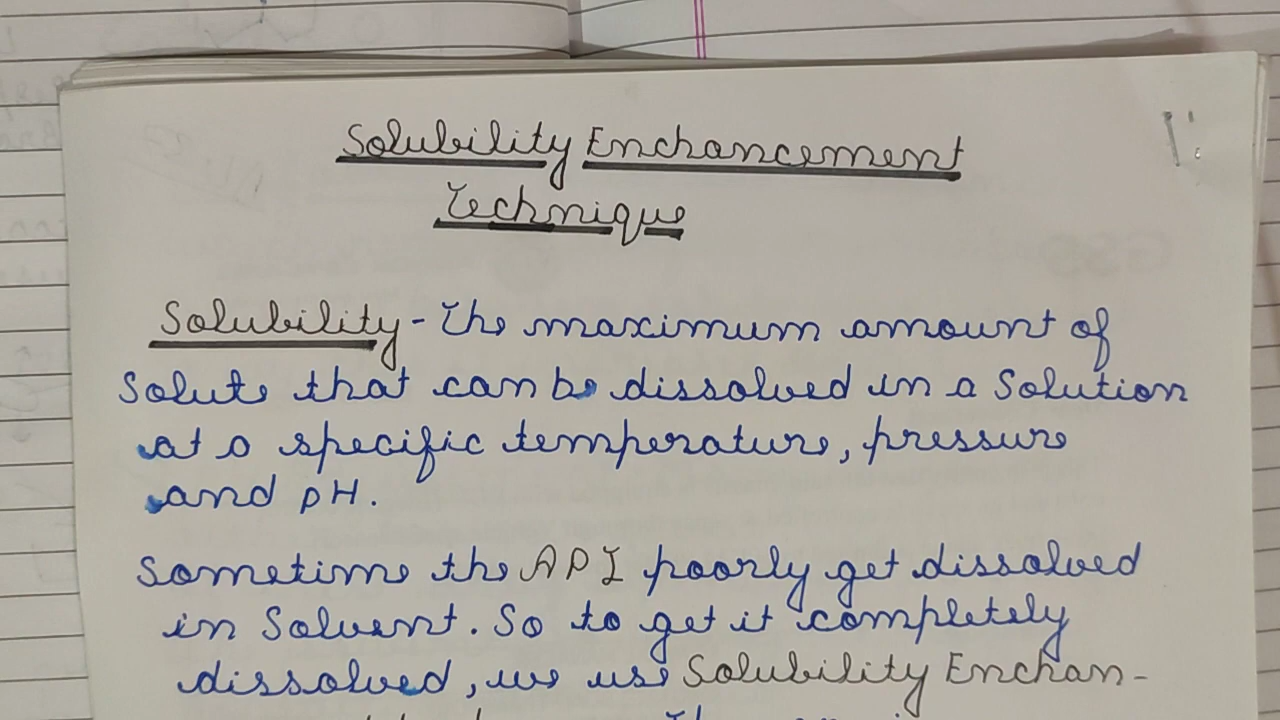 Solubility Enchancement
Technique
Solubility - The maximum amount of
Solute that can be dissolved in a Solution
at a specific temperature, pressure
and pH.
Sometime the API poorly get dissolved
in Solvent. So to get it completely
dissolved, we use Solubility Enchan-